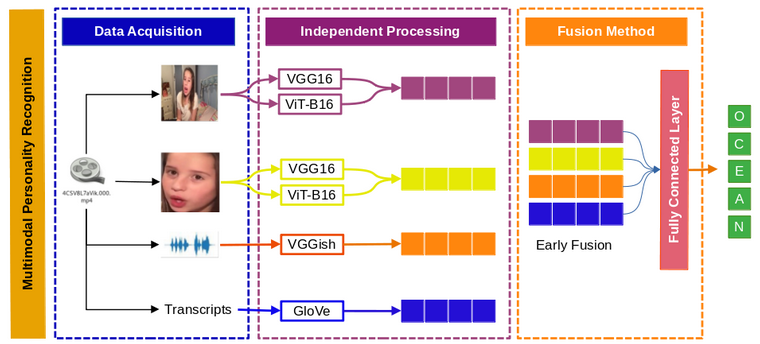 Multimodal Personality Recognition
Data Acquisition
Independent Processing
Fusion Method
VGG16
ViT-B16
4CSVBL7aVik.000.
mp4
VGG16
ViT-B16
VGGish
Transcripts
GloVe
Early Fusion
Fully Connected Layer
O
C
E
A
N